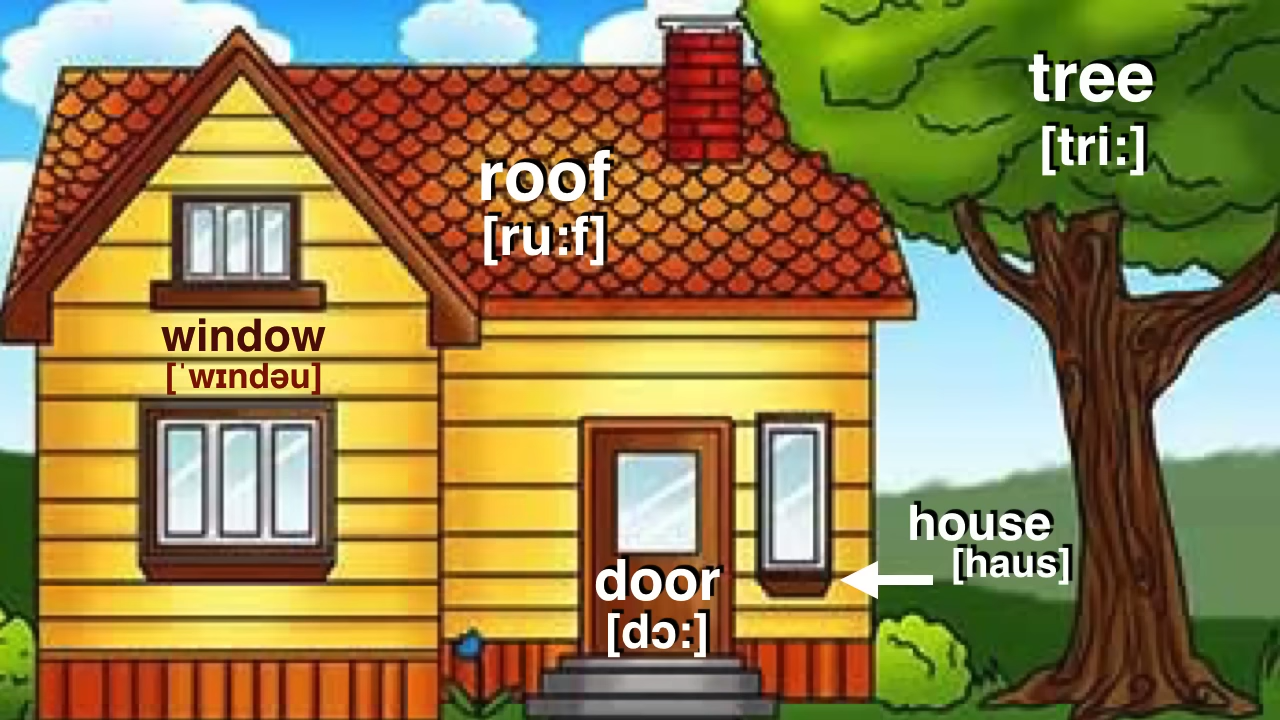 tree
[tri:]
roof
[ru:f]
window
[ˈwɪndəu]
house
[haus]
door
[dɔ:]